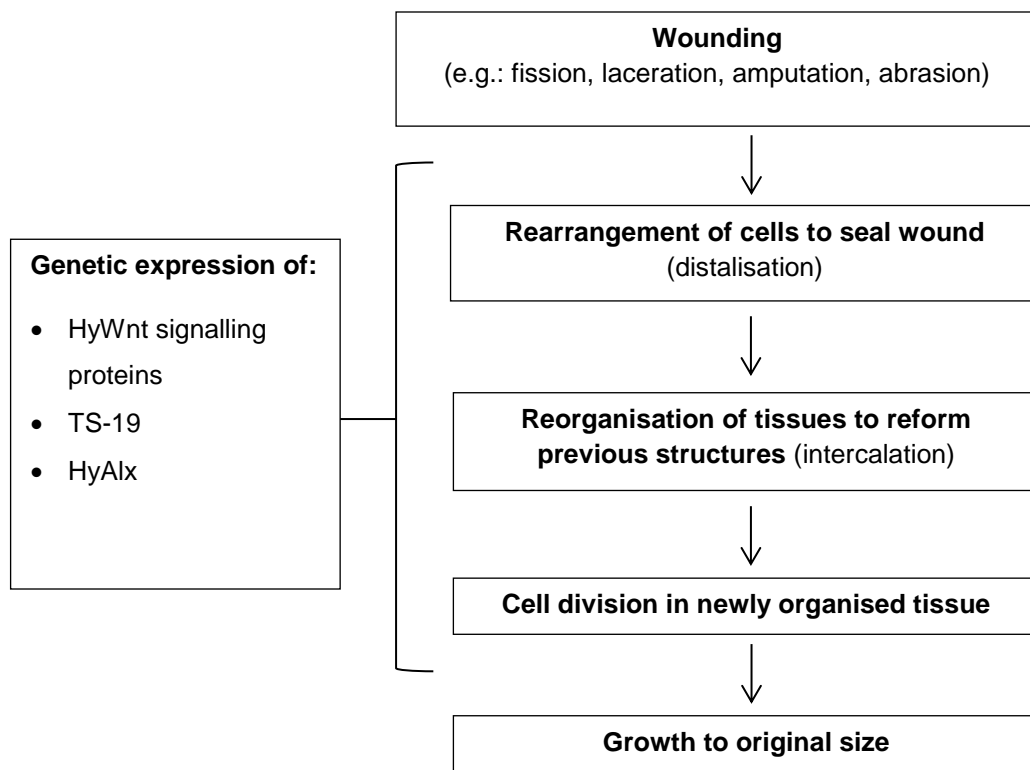 Wounding
(e.g.: fission, laceration, amputation, abrasion)
Rearrangement of cells to seal wound
(distalisation)
Genetic expression of:
• HyWnt signalling
proteins
• TS-19
• HyAlx
Reorganisation of tissues to reform
previous structures (intercalation)
Cell division in newly organised tissue
Growth to original size